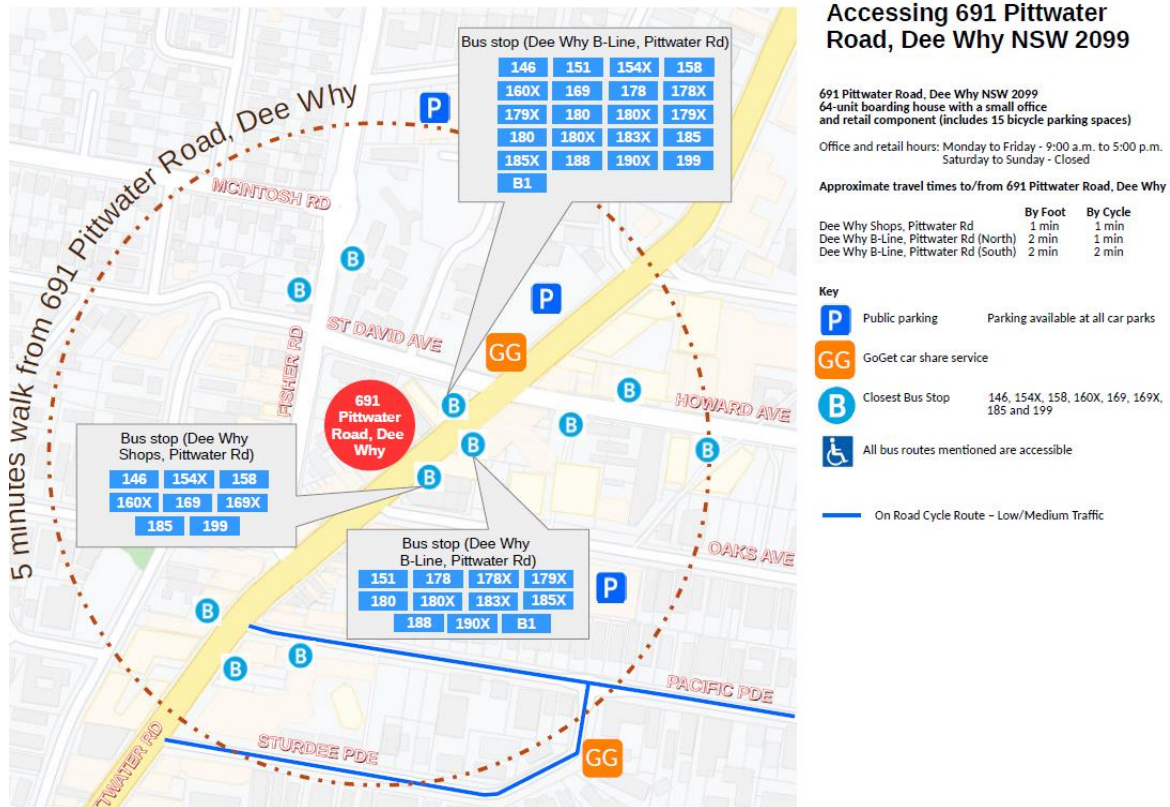 Accessing 691 Pittwater
Road, Dee Why NSW 2099
691 Pittwater Road, Dee Why NSW 2099
64-unit boarding house with a small office
and retail component (includes 15 bicycle parking spaces)
Office and retail hours: Monday to Friday - 9:00 a.m. to 5:00 p.m.
Saturday to Sunday - Closed
Approximate travel times to/from 691 Pittwater Road, Dee Why
By Foot By Cycle
Dee Why Shops, Pittwater Rd 1 min 1 min
Dee Why B-Line, Pittwater Rd (North) 2 min 1 min
Dee Why B-Line, Pittwater Rd (South) 2 min 2 min
Key
P Public parking Parking available at all car parks
GG GoGet car share service
B Closest Bus Stop 146, 154X, 158, 160X, 169, 169X,
185 and 199
All bus routes mentioned are accessible
On Road Cycle Route – Low/Medium Traffic
5 minutes walk from 691 Pittwater Road, Dee Why
Bus stop (Dee Why B-Line, Pittwater Rd)
146 151 154X 158
160X 169 178 178X
179X 180 180X 179X
180 180X 183X 185
185X 188 190X 199
B1
P
MCINTOSH RD
B
B
P
ST DAVID AVE
GG
FISHER RD
691
Pittwater
Road, Dee
Why
B
B
HOWARD AVE
B
B
B
B
Bus stop (Dee Why
Shops, Pittwater Rd)
146 154X 158
160X 169 169X
185 199
Bus stop (Dee Why
B-Line, Pittwater Rd)
151 178 178X 179X
180 180X 183X 185X
188 190X B1
OAKS AVE
P
B
B
B
PACIFIC PDE
STURDEE PDE
GG
TTWATER RD